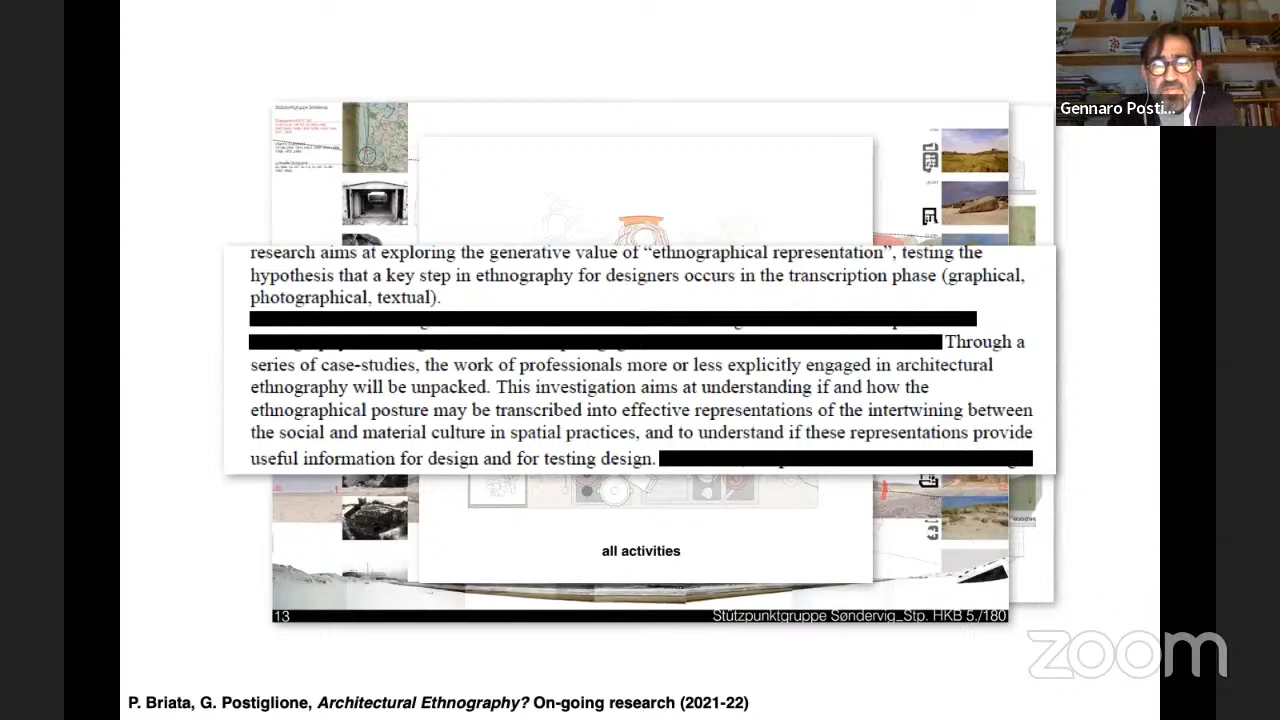 Gennaro Posti...
Stützpunktgruppe Søndervig
research aims at exploring the generative value of “ethnographical representation”, testing the
hypothesis that a key step in ethnography for designers occurs in the transcription phase (graphical,
photographical, textual).
Through a
series of case-studies, the work of professionals more or less explicitly engaged in architectural
ethnography will be unpacked. This investigation aims at understanding if and how the
ethnographical posture may be transcribed into effective representations of the intertwining between
the social and material culture in spatial practices, and to understand if these representations provide
useful information for design and for testing design.
all activities
13
Stützpunktgruppe Søndervig_Stp. HKB 5./180
zoom
P. Briata, G. Postiglione, Architectural Ethnography? On-going research (2021-22)